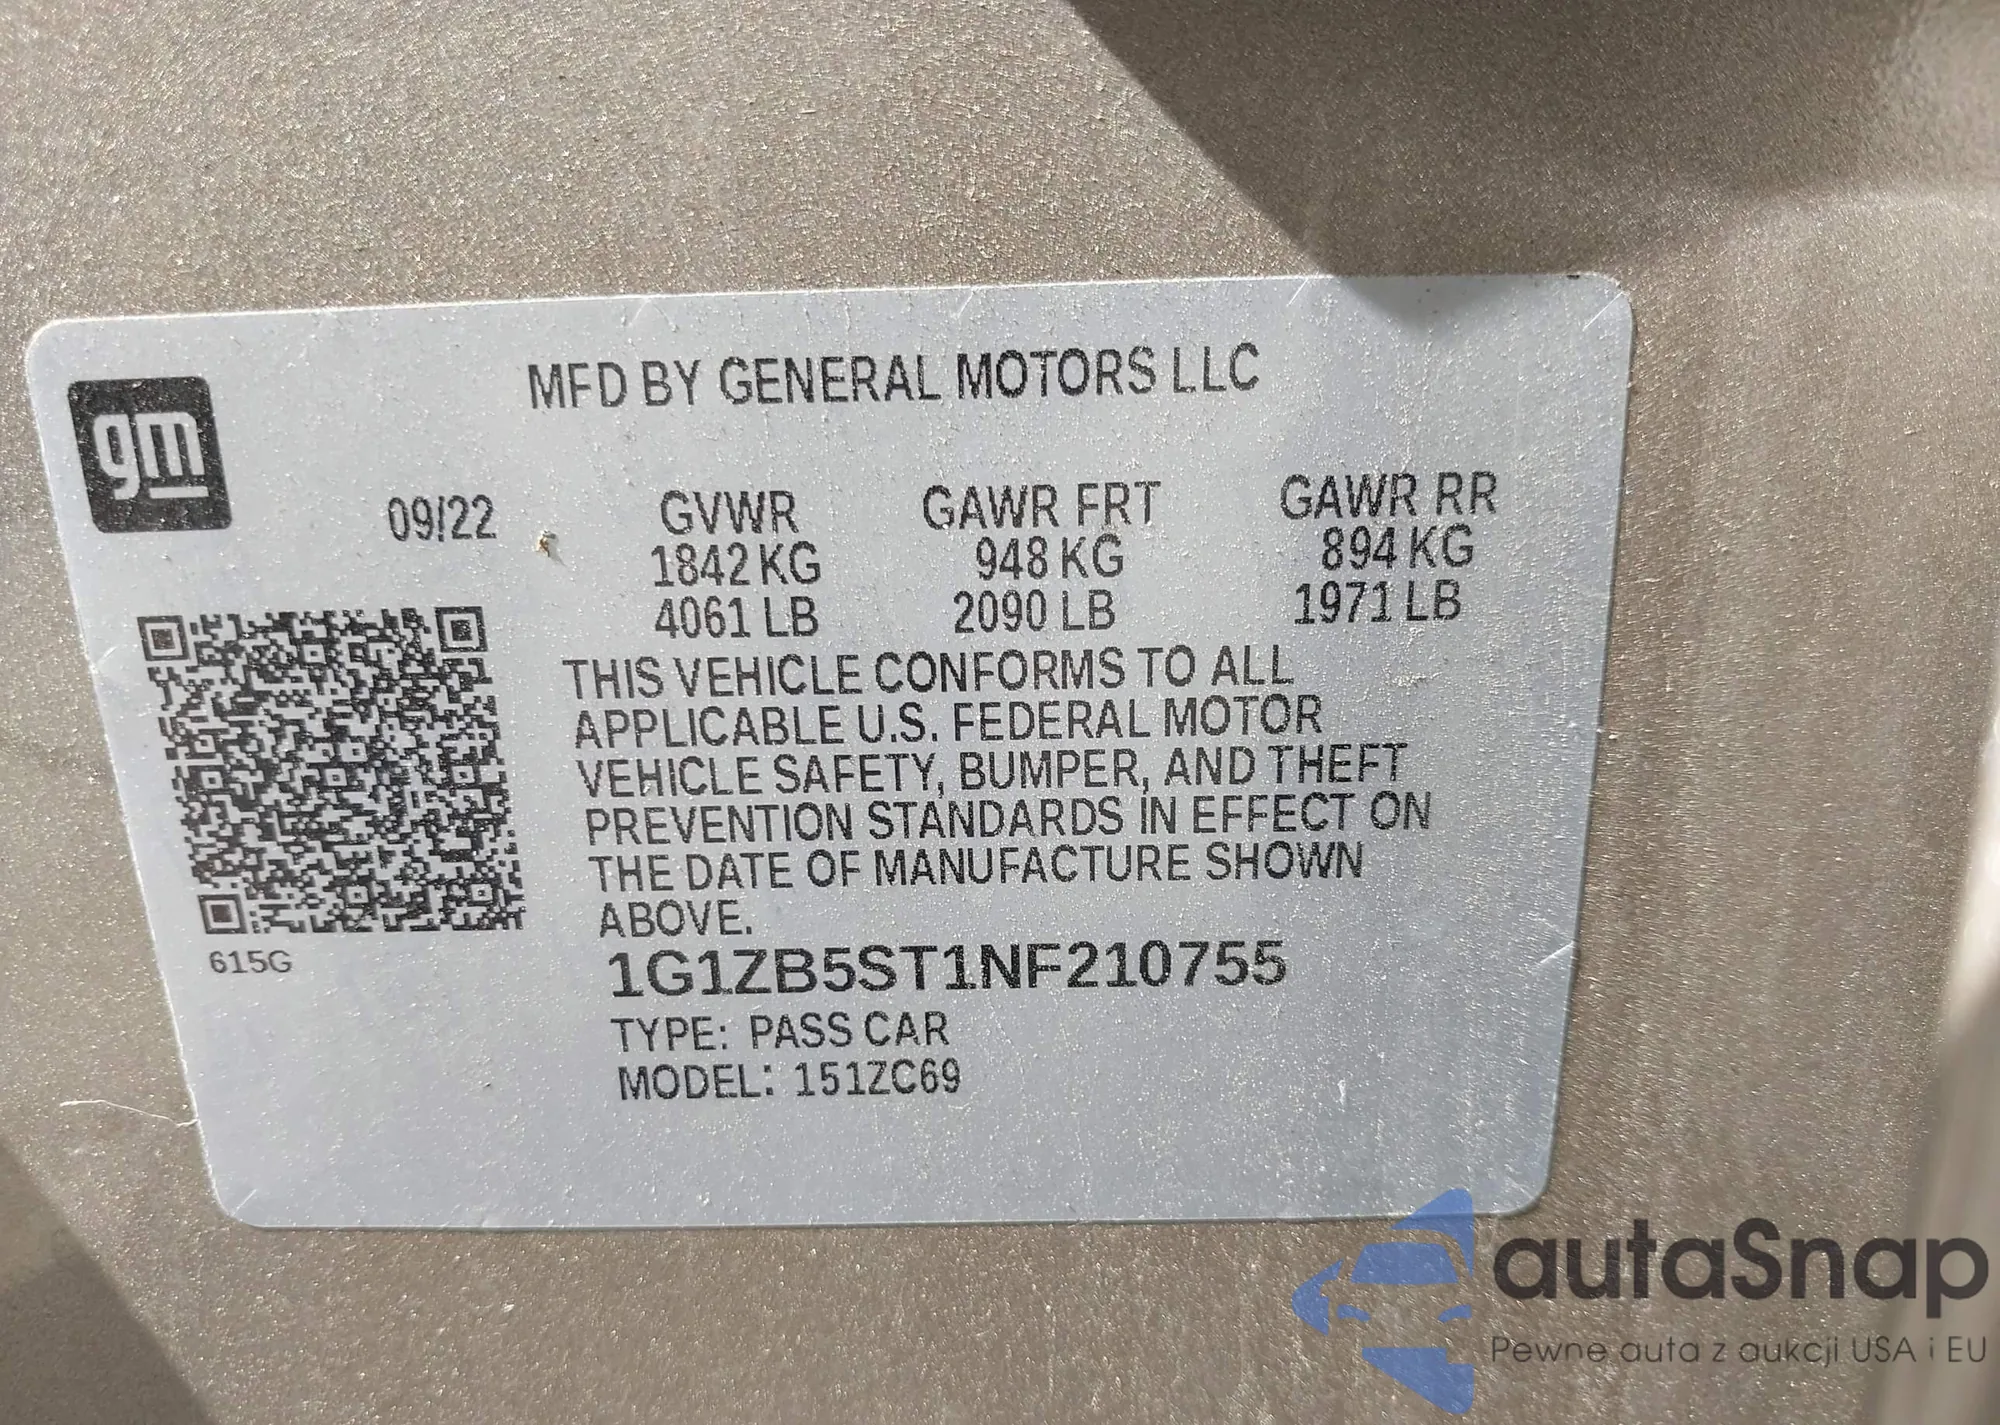 MFD BY GENERAL MOTORS LLC
gm
09/22
GVWR GAWR FRT GAWR RR
1842 KG 948 KG 894 KG
4061 LB 2090 LB 1971 LB
THIS VEHICLE CONFORMS TO ALL
APPLICABLE U.S. FEDERAL MOTOR
VEHICLE SAFETY, BUMPER, AND THEFT
PREVENTION STANDARDS IN EFFECT ON
THE DATE OF MANUFACTURE SHOWN
ABOVE.
615G
1G1ZB5ST1NF210755
TYPE: PASS CAR
MODEL: 151ZC69
autaSnap
Pewne auta z aukcji USA i EU